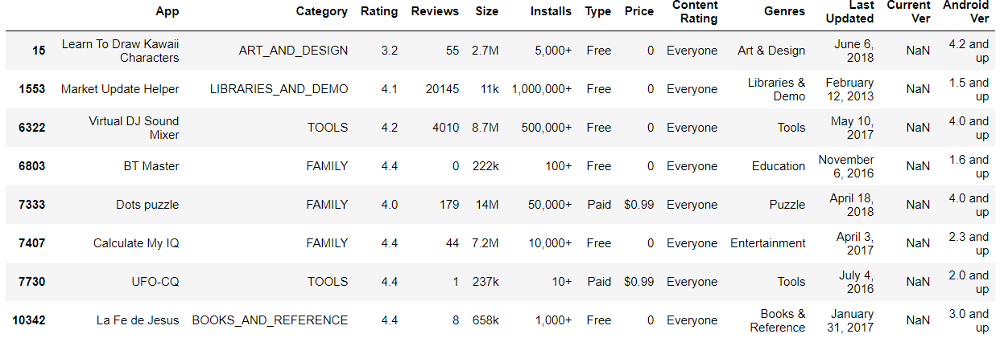 App Category Rating Reviews Size Installs Type Price Content Rating Genres Last Updated Current Ver Android Ver
15 Learn To Draw Kawaii Characters ART_AND_DESIGN 3.2 55 2.7M 5,000+ Free 0 Everyone Art & Design June 6, 2018 NaN 4.2 and up
1553 Market Update Helper LIBRARIES_AND_DEMO 4.1 20145 11k 1,000,000+ Free 0 Everyone Libraries & Demo February 12, 2013 NaN 1.5 and up
6322 Virtual DJ Sound Mixer TOOLS 4.2 4010 8.7M 500,000+ Free 0 Everyone Tools May 10, 2017 NaN 4.0 and up
6803 BT Master FAMILY 4.4 0 222k 100+ Free 0 Everyone Education November 6, 2016 NaN 1.6 and up
7333 Dots puzzle FAMILY 4.0 179 14M 50,000+ Paid $0.99 Everyone Puzzle April 18, 2018 NaN 4.0 and up
7407 Calculate My IQ FAMILY 4.4 44 7.2M 10,000+ Free 0 Everyone Entertainment April 3, 2017 NaN 2.3 and up
7730 UFO-CQ TOOLS 4.4 1 237k 10+ Paid $0.99 Everyone Tools July 4, 2016 NaN 2.0 and up
10342 La Fe de Jesus BOOKS_AND_REFERENCE 4.4 8 658k 1,000+ Free 0 Everyone Books & Reference January 31, 2017 NaN 3.0 and up